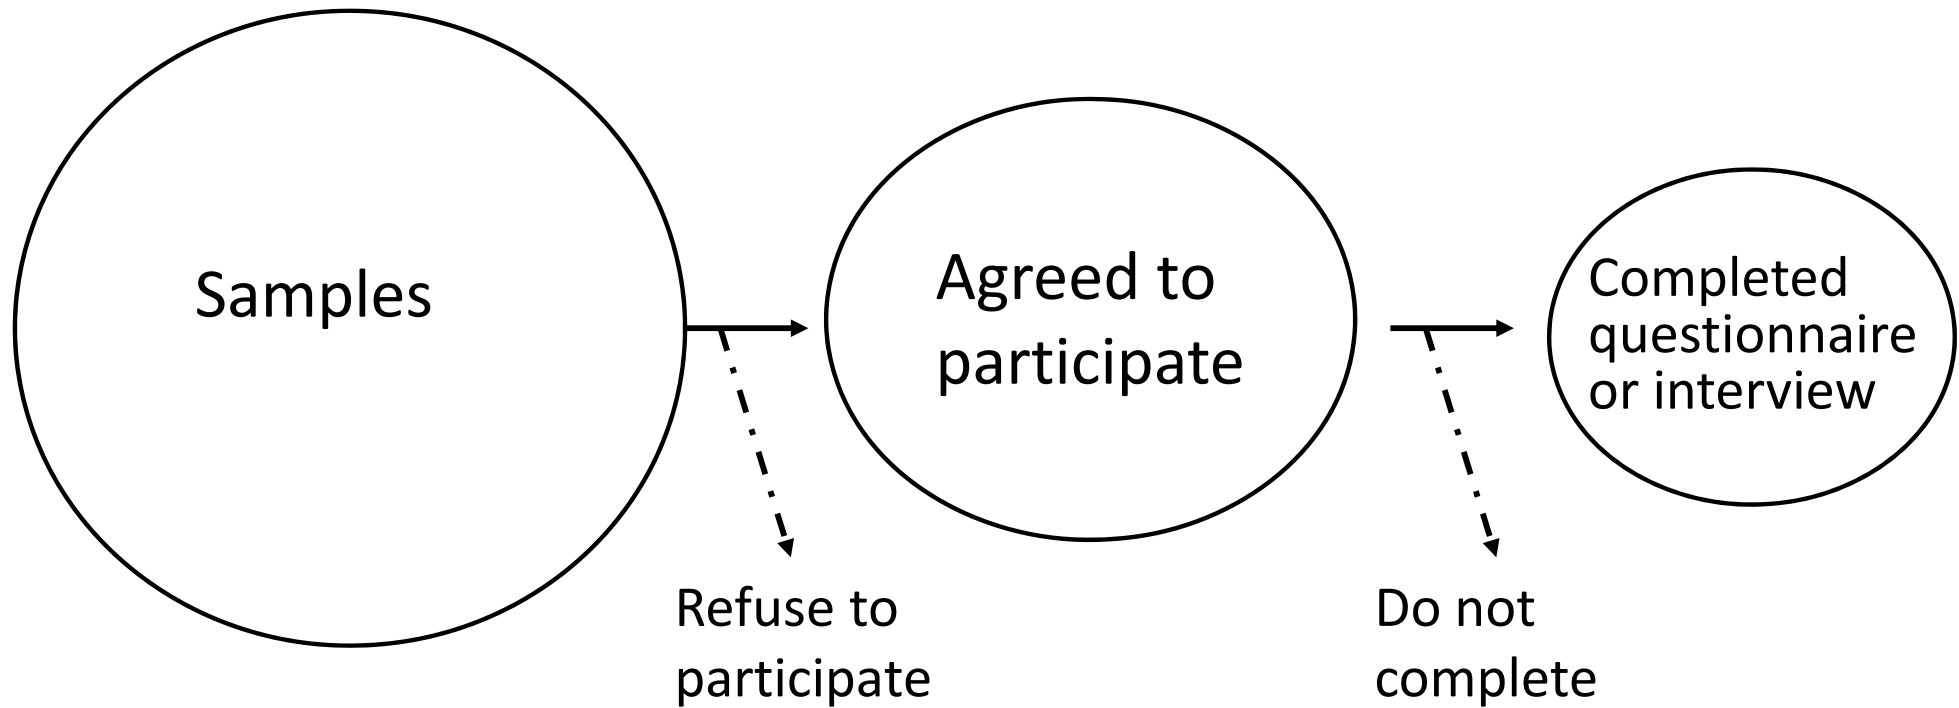 Samples
Agreed to
participate
Completed
questionnaire
or interview
Refuse to
participate
Do not
complete